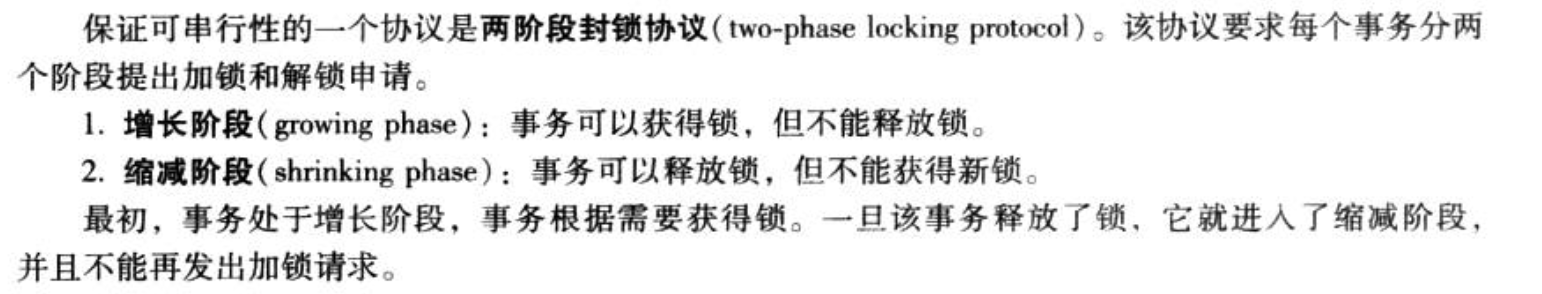 保证可串行性的一个协议是两阶段封锁协议(two-phase locking protocol)。该协议要求每个事务分两
个阶段提出加锁和解锁申请。
1. 增长阶段(growing phase)：事务可以获得锁，但不能释放锁。
2. 缩减阶段(shrinking phase)：事务可以释放锁，但不能获得新锁。
最初，事务处于增长阶段，事务根据需要获得锁。一旦该事务释放了锁，它就进入了缩减阶段，
并且不能再发出加锁请求。